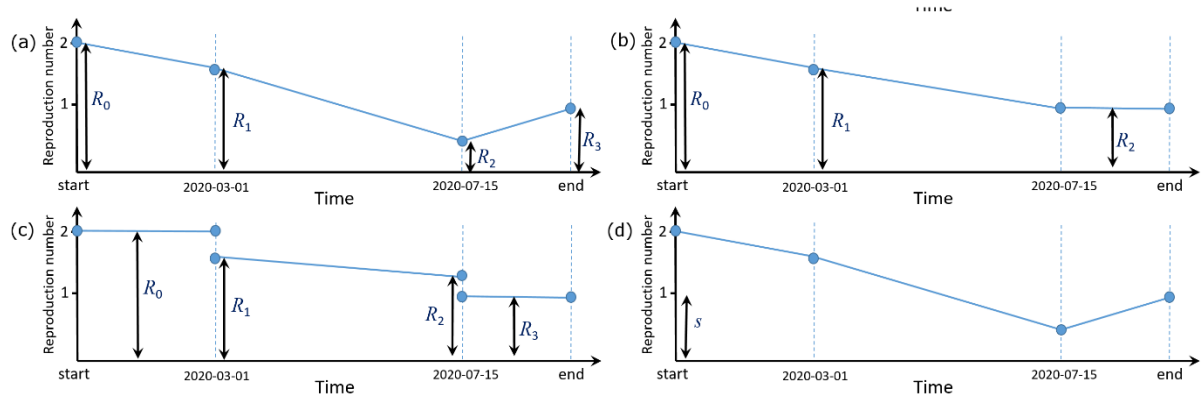 Time
(a)
Reproduction number
2
1
R0
R1
R2
R3
start
2020-03-01
Time
2020-07-15
end
(b)
Reproduction number
2
1
R0
R1
R2
start
2020-03-01
Time
2020-07-15
end
(c)
Reproduction number
2
1
R0
R1
R2
R3
start
2020-03-01
Time
2020-07-15
end
(d)
Reproduction number
2
1
s
start
2020-03-01
Time
2020-07-15
end